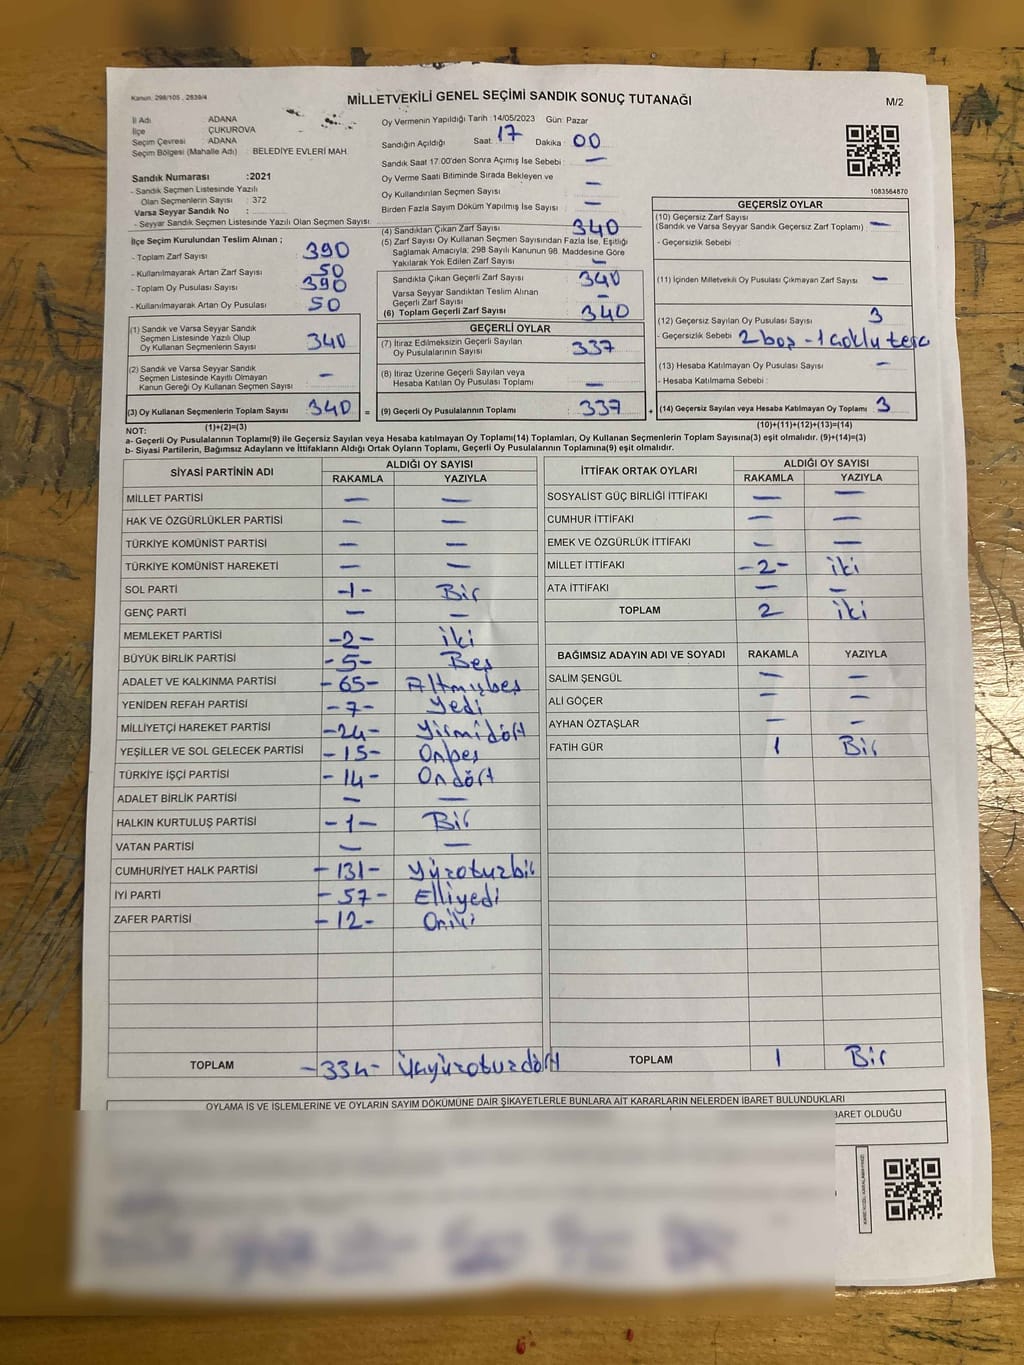 Kanun. 298/105 , 2839/4
MİLLETVEKİLİ GENEL SEÇİMİ SANDIK SONUÇ TUTANAĞI
M/2
İl Adı : ADANA
İlçe : ÇUKUROVA
Seçim Çevresi : ADANA
Seçim Bölgesi (Mahalle Adı) : BELEDİYE EVLERİ MAH.
Sandık Numarası :2021
- Sandık Seçmen Listesinde Yazılı
Olan Seçmenlerin Sayısı : 372
Varsa Seyyar Sandık No :
- Seyyar Sandık Seçmen Listesinde Yazılı Olan Seçmen Sayısı:
Oy Vermenin Yapıldığı Tarih : 14/05/2023 Gün: Pazar
Sandığın Açıldığı Saat: 17 Dakika: 00
Sandık Saat 17.00'den Sonra Açımış İse Sebebi : —
Oy Verme Saati Bitiminde Sırada Bekleyen ve
Oy Kullandırılan Seçmen Sayısı : —
Birden Fazla Sayım Döküm Yapılmış İse Sayısı : —
1083564870
İlçe Seçim Kurulundan Teslim Alınan ;
- Toplam Zarf Sayısı : 390
- Kullanılmayarak Artan Zarf Sayısı : 50
- Toplam Oy Pusulası Sayısı : 390
- Kullanılmayarak Artan Oy Pusulası : 50
(1) Sandık ve Varsa Seyyar Sandık
Seçmen Listesinde Yazılı Olup
Oy Kullanan Seçmenlerin Sayısı : 340
(2) Sandık ve Varsa Seyyar Sandık
Seçmen Listesinde Kayıtlı Olmayan
Kanun Gereği Oy Kullanan Seçmen Sayısı : —
(3) Oy Kullanan Seçmenlerin Toplam Sayısı : 340 =
(4) Sandıktan Çıkan Zarf Sayısı : 340
(5) Zarf Sayısı Oy Kullanan Seçmen Sayısından Fazla İse, Eşitliği
Sağlamak Amacıyla, 298 Sayılı Kanunun 98. Maddesine Göre
Yakılarak Yok Edilen Zarf Sayısı : —
Sandıkta Çıkan Geçerli Zarf Sayısı : 340
Varsa Seyyar Sandıktan Teslim Alınan
Geçerli Zarf Sayısı : —
(6) Toplam Geçerli Zarf Sayısı : 340
GEÇERLİ OYLAR
(7) İtiraz Edilmeksizin Geçerli Sayılan
Oy Pusulalarının Sayısı : 337
(8) İtiraz Üzerine Geçerli Sayılan veya
Hesaba Katılan Oy Pusulası Toplamı : —
(9) Geçerli Oy Pusulalarının Toplamı : 337 +
GEÇERSİZ OYLAR
(10) Geçersiz Zarf Sayısı
(Sandık ve Varsa Seyyar Sandık Geçersiz Zarf Toplamı) : —
- Geçersizlik Sebebi :
(11) İçinden Milletvekili Oy Pusulası Çıkmayan Zarf Sayısı : —
(12) Geçersiz Sayılan Oy Pusulası Sayısı : 3
- Geçersizlik Sebebi : 2 boş - 1 çoklu terc
(13) Hesaba Katılmayan Oy Pusulası Sayısı : —
- Hesaba Katılmama Sebebi :
(14) Geçersiz Sayılan veya Hesaba Katılmayan Oy Toplamı : 3
NOT: (1)+(2)=(3) (10)+(11)+(12)+(13)=(14)
a- Geçerli Oy Pusulalarının Toplamı(9) ile Geçersiz Sayılan veya Hesaba katılmayan Oy Toplamı(14) Toplamları, Oy Kullanan Seçmenlerin Toplam Sayısına(3) eşit olmalıdır. (9)+(14)=(3)
b- Siyasi Partilerin, Bağımsız Adayların ve İttifakların Aldığı Ortak Oyların Toplamı, Geçerli Oy Pusulalarının Toplamına(9) eşit olmalıdır.
SİYASİ PARTİNİN ADI ALDIĞI OY SAYISI
RAKAMLA YAZIYLA
MİLLET PARTİSİ — —
HAK VE ÖZGÜRLÜKLER PARTİSİ — —
TÜRKİYE KOMÜNİST PARTİSİ — —
TÜRKİYE KOMÜNİST HAREKETİ — —
SOL PARTİ -1- Bir
GENÇ PARTİ — —
MEMLEKET PARTİSİ -2- iki
BÜYÜK BİRLİK PARTİSİ -5- Beş
ADALET VE KALKINMA PARTİSİ -65- Altmışbeş
YENİDEN REFAH PARTİSİ -7- Yedi
MİLLİYETÇİ HAREKET PARTİSİ -24- Yirmidört
YEŞİLLER VE SOL GELECEK PARTİSİ -15- Onbeş
TÜRKİYE İŞÇİ PARTİSİ -14- Ondört
ADALET BİRLİK PARTİSİ — —
HALKIN KURTULUŞ PARTİSİ -1- Bir
VATAN PARTİSİ — —
CUMHURİYET HALK PARTİSİ -131- Yüzotuzbir
İYİ PARTİ -57- Elliyedi
ZAFER PARTİSİ -12- Oniki
TOPLAM -334- Üçyüzotuzdört
İTTİFAK ORTAK OYLARI ALDIĞI OY SAYISI
RAKAMLA YAZIYLA
SOSYALİST GÜÇ BİRLİĞİ İTTİFAKI — —
CUMHUR İTTİFAKI — —
EMEK VE ÖZGÜRLÜK İTTİFAKI — —
MİLLET İTTİFAKI -2- iki
ATA İTTİFAKI — —
TOPLAM 2 iki
BAĞIMSIZ ADAYIN ADI VE SOYADI RAKAMLA YAZIYLA
SALİM ŞENGÜL — —
ALİ GÖÇER — —
AYHAN ÖZTAŞLAR — —
FATİH GÜR 1 Bir
TOPLAM 1 Bir
OYLAMA İŞ VE İŞLEMLERİNE VE OYLARIN SAYIM DÖKÜMÜNE DAİR ŞİKAYETLERLE BUNLARA AİT KARARLARIN NELERDEN İBARET BULUNDUKLARI
İBARET OLDUĞU